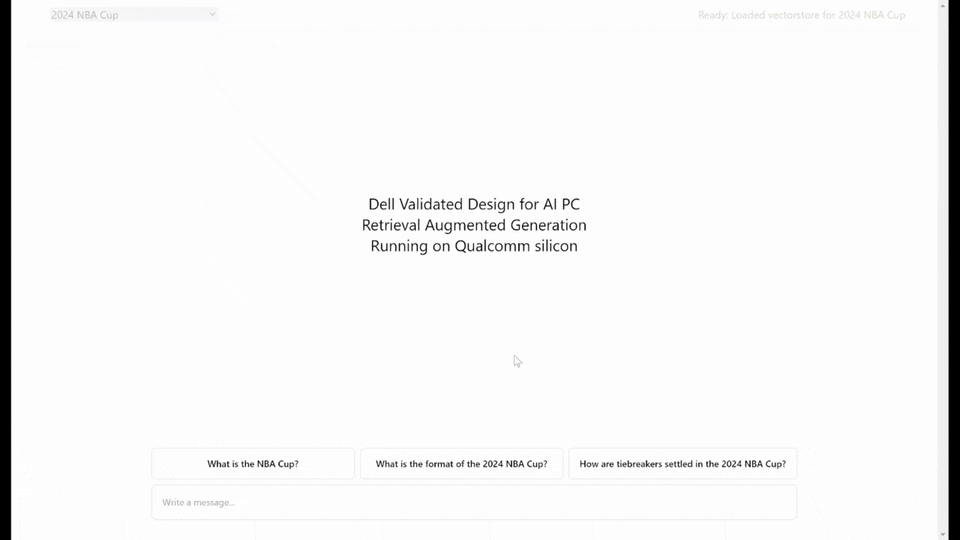 2024 NBA Cup
Ready: Loaded vectorstore for 2024 NBA Cup
Dell Validated Design for AI PC
Retrieval Augmented Generation
Running on Qualcomm silicon
What is the NBA Cup?
What is the format of the 2024 NBA Cup?
How are tiebreakers settled in the 2024 NBA Cup?
Write a message...